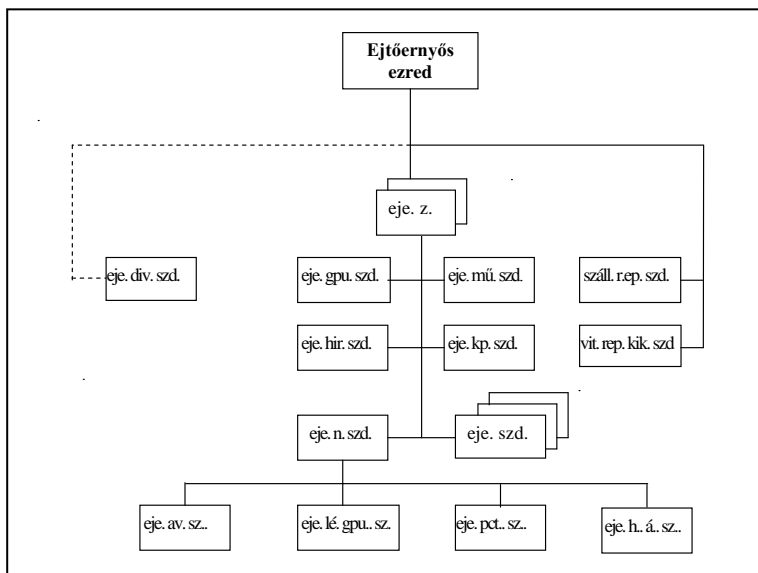 Ejtőernyős
ezred
eje. z.
eje. div. szd.
eje. gpu. szd.
eje. mű. szd.
száll. r.ep. szd.
eje. hir. szd.
eje. kp. szd.
vit. rep. kik. szd
eje. n. szd.
eje. szd.
eje. av. sz..
eje. lé. gpu.. sz.
eje. pct.. sz..
eje. h.. á.. sz..